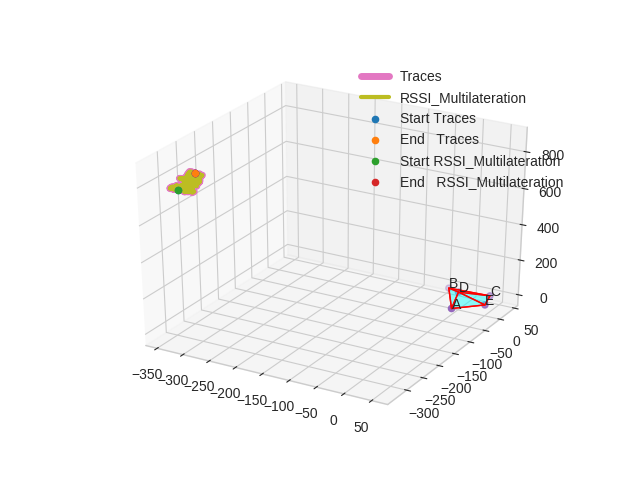 Traces
RSSI_Multilateration
Start Traces
End   Traces
Start RSSI_Multilateration
End   RSSI_Multilateration
800
600
400
200
0
B D C
A E
50
0
−50
−100
−150
−200
−250
−300
−350 −300 −250 −200 −150 −100 −50 0 50